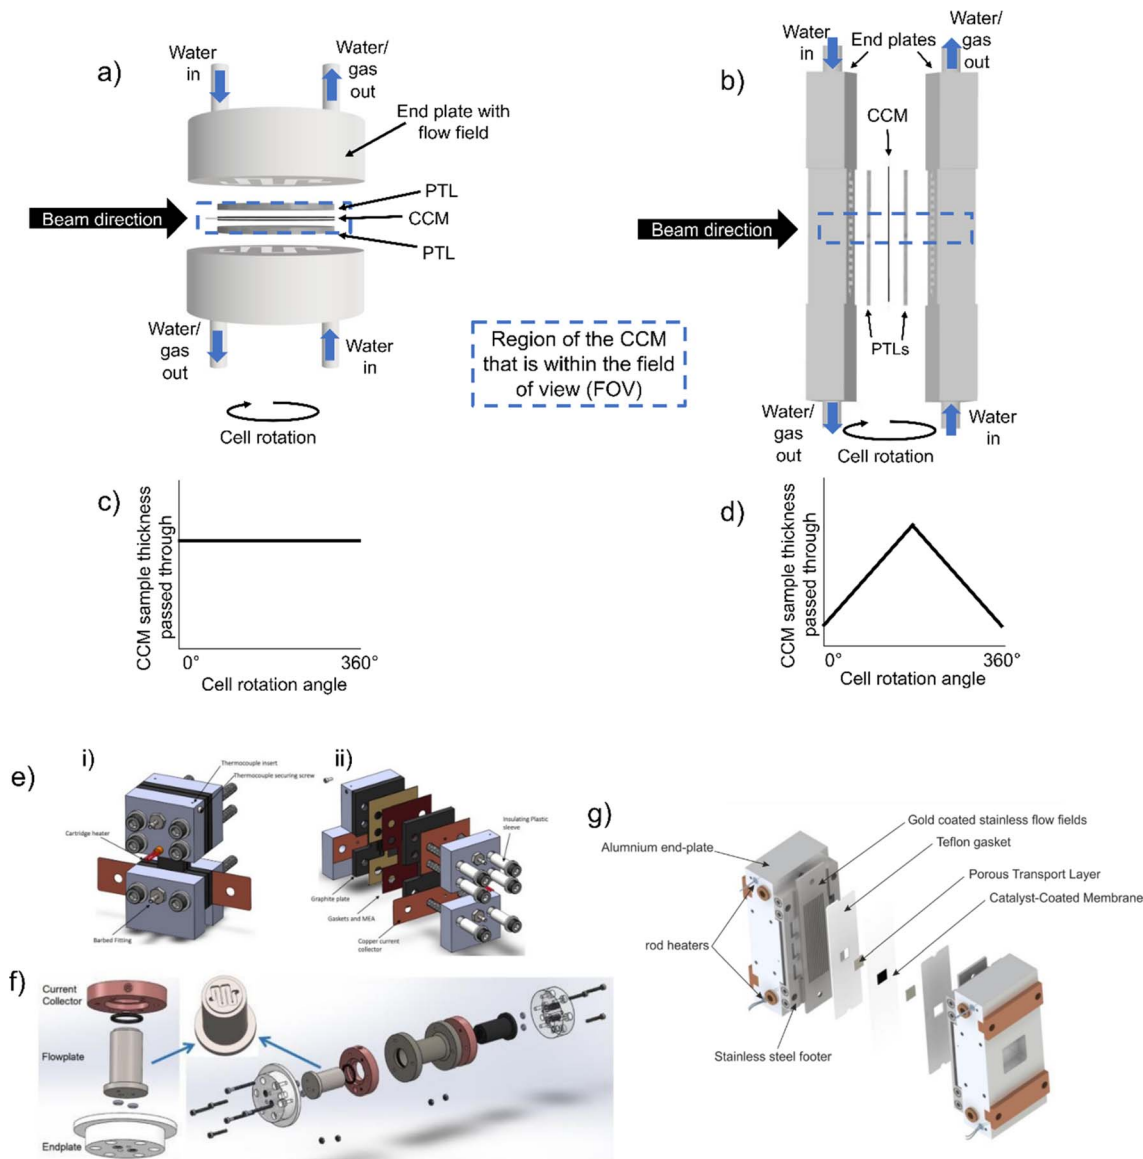 a)
Water
in
Water/
gas
out
End plate with
flow field
PTL
CCM
PTL
Beam direction
Water/
gas
out
Water
in
Cell rotation
b)
Water
in
End plates
Water/
gas
out
CCM
Beam direction
PTLs
Water/
gas
out
Water
in
Cell rotation
Region of the CCM
that is within the field
of view (FOV)
c)
CCM sample thickness
passed through
0°
360°
Cell rotation angle
d)
CCM sample thickness
passed through
0°
360°
Cell rotation angle
e)
i)
Thermocouple insert
Thermocouple securing screw
Cartridge heater
Barbed Fitting
ii)
Insulating Plastic
sleeve
Graphite plate
Gaskets and MEA
Copper current
collector
f)
Current
Collector
Flowplate
Endplate
g)
Gold coated stainless flow fields
Teflon gasket
Alumnium end-plate
Porous Transport Layer
Catalyst-Coated Membrane
rod heaters
Stainless steel footer